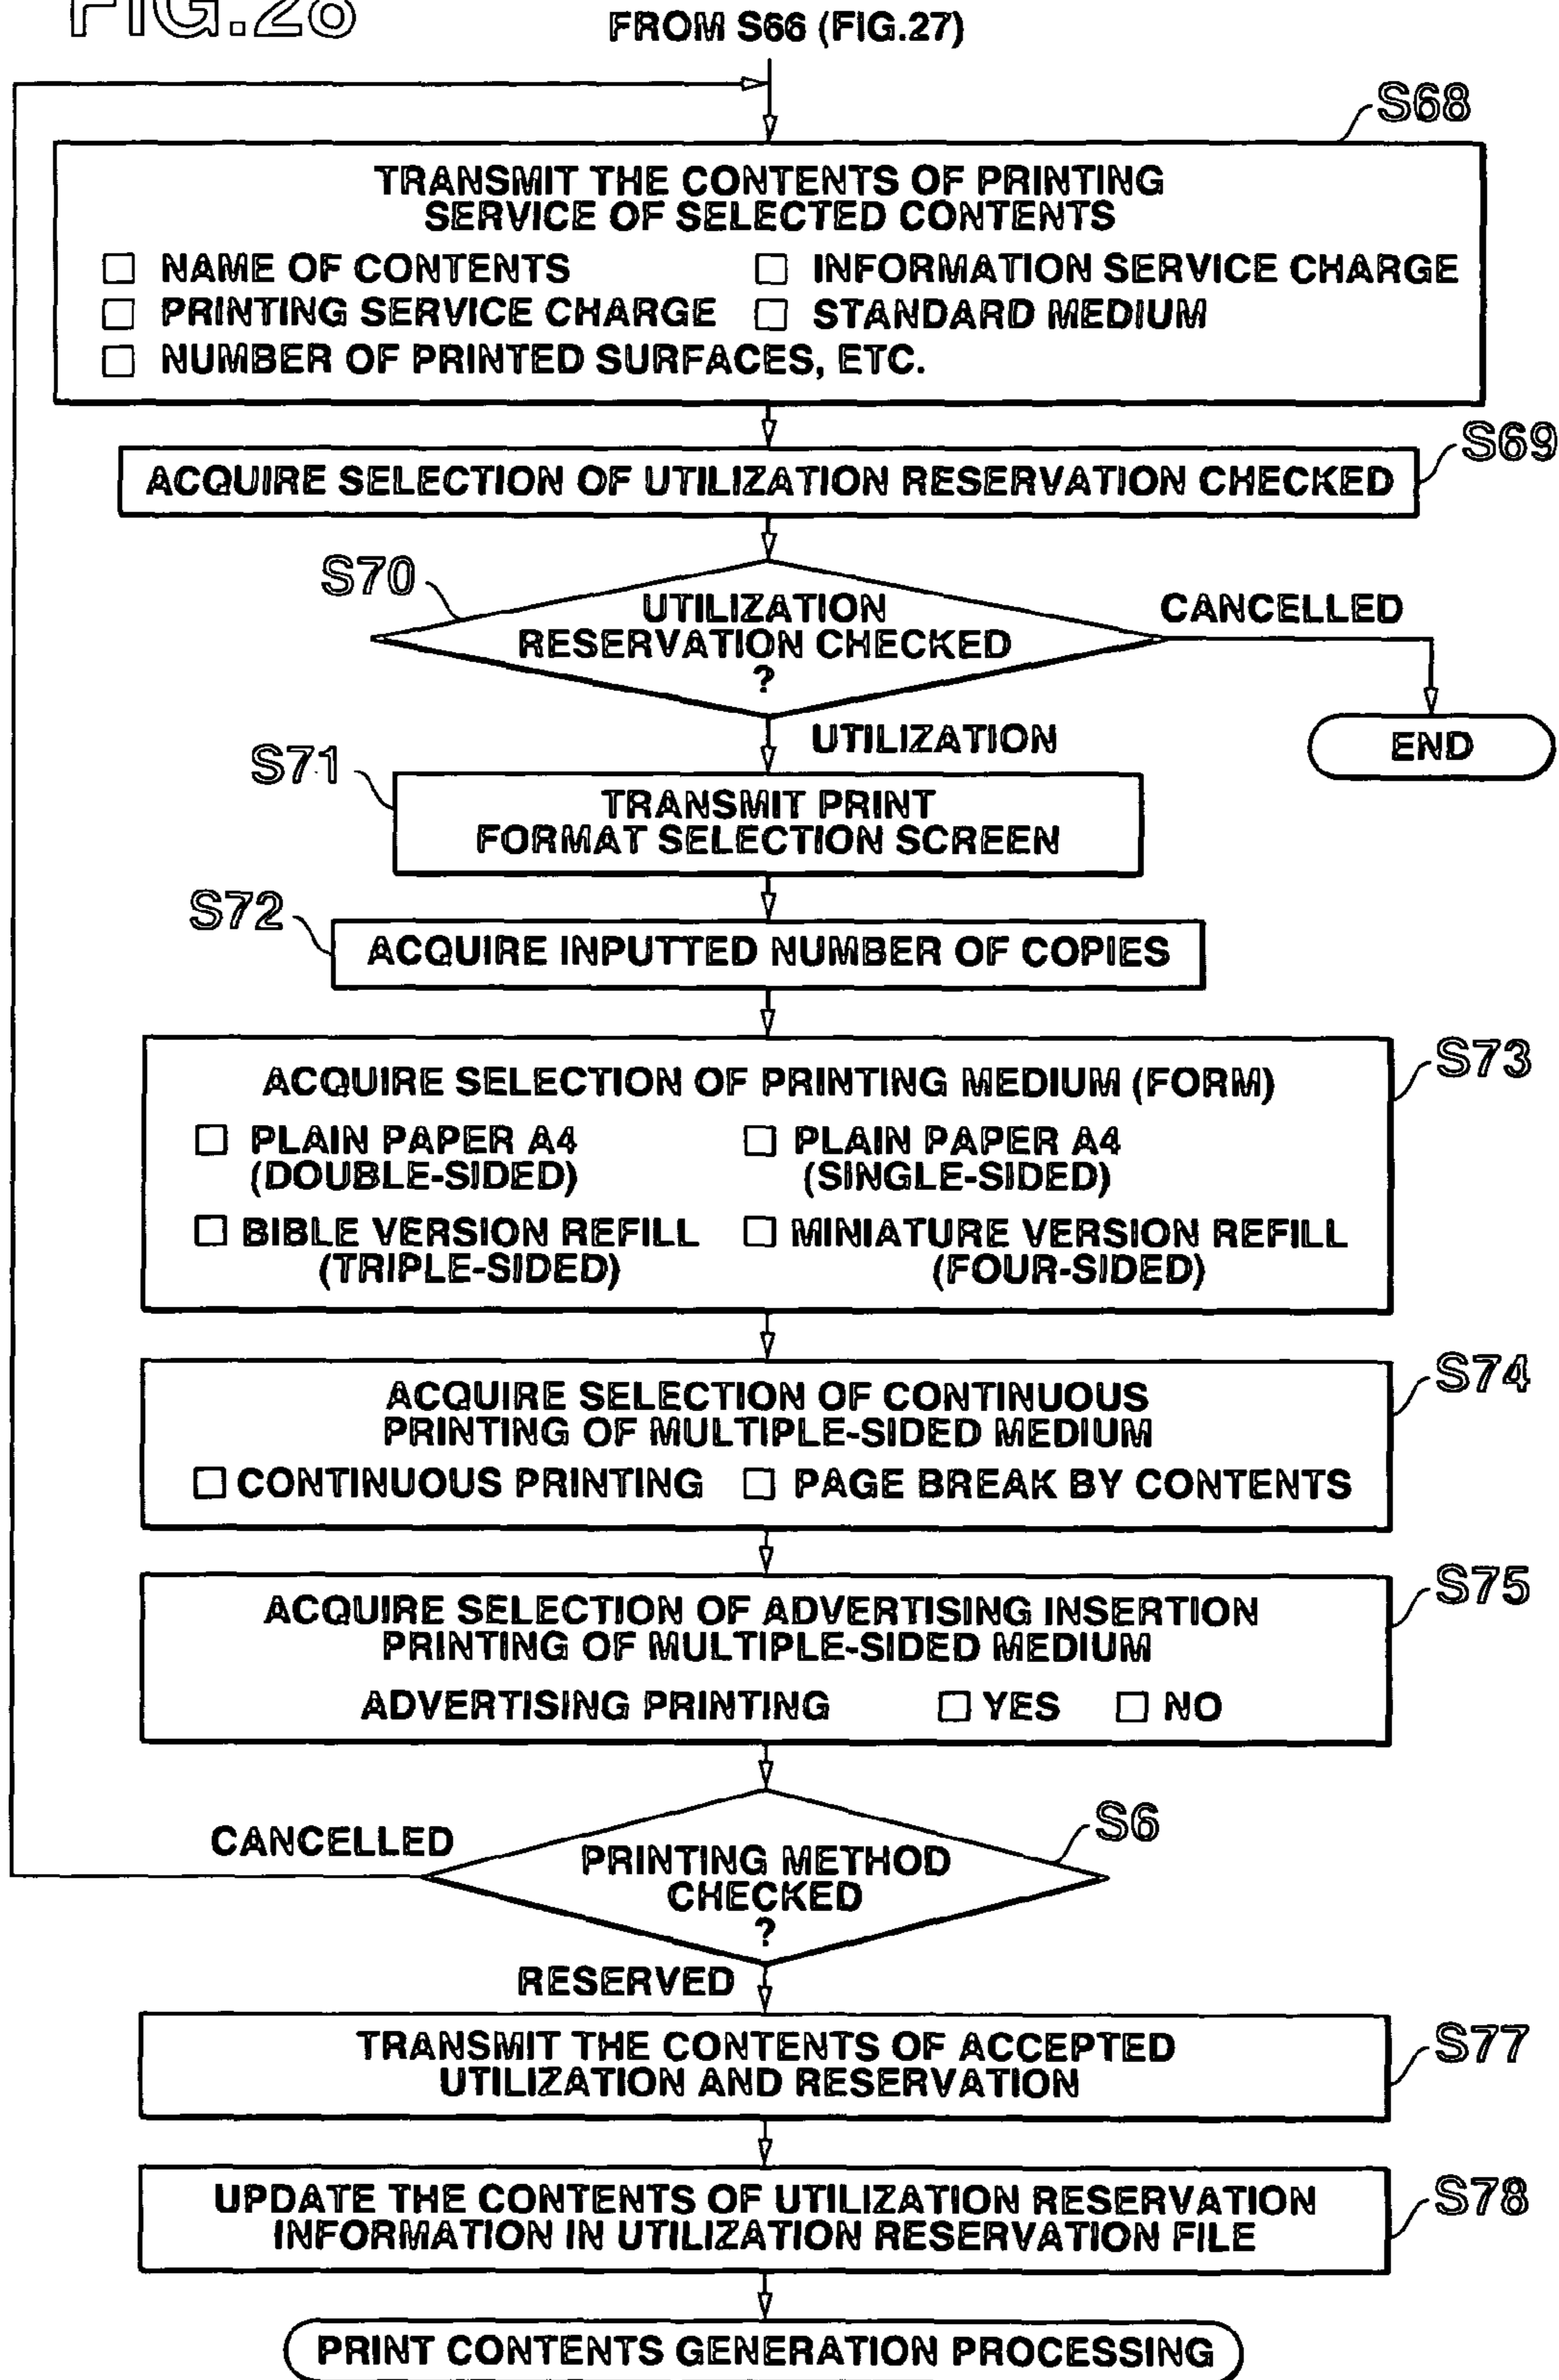 FIG.28
FROM S66 (FIG.27)
S68
TRANSMIT THE CONTENTS OF PRINTING
SERVICE OF SELECTED CONTENTS
☐ NAME OF CONTENTS ☐ INFORMATION SERVICE CHARGE
☐ PRINTING SERVICE CHARGE ☐ STANDARD MEDIUM
☐ NUMBER OF PRINTED SURFACES, ETC.
S69
ACQUIRE SELECTION OF UTILIZATION RESERVATION CHECKED
S70
UTILIZATION
RESERVATION CHECKED
?
CANCELLED
END
UTILIZATION
S71
TRANSMIT PRINT
FORMAT SELECTION SCREEN
S72
ACQUIRE INPUTTED NUMBER OF COPIES
S73
ACQUIRE SELECTION OF PRINTING MEDIUM (FORM)
☐ PLAIN PAPER A4 ☐ PLAIN PAPER A4
(DOUBLE-SIDED) (SINGLE-SIDED)
☐ BIBLE VERSION REFILL ☐ MINIATURE VERSION REFILL
(TRIPLE-SIDED) (FOUR-SIDED)
S74
ACQUIRE SELECTION OF CONTINUOUS
PRINTING OF MULTIPLE-SIDED MEDIUM
☐ CONTINUOUS PRINTING ☐ PAGE BREAK BY CONTENTS
S75
ACQUIRE SELECTION OF ADVERTISING INSERTION
PRINTING OF MULTIPLE-SIDED MEDIUM
ADVERTISING PRINTING ☐ YES ☐ NO
S6
CANCELLED
PRINTING METHOD
CHECKED
?
RESERVED
S77
TRANSMIT THE CONTENTS OF ACCEPTED
UTILIZATION AND RESERVATION
S78
UPDATE THE CONTENTS OF UTILIZATION RESERVATION
INFORMATION IN UTILIZATION RESERVATION FILE
PRINT CONTENTS GENERATION PROCESSING